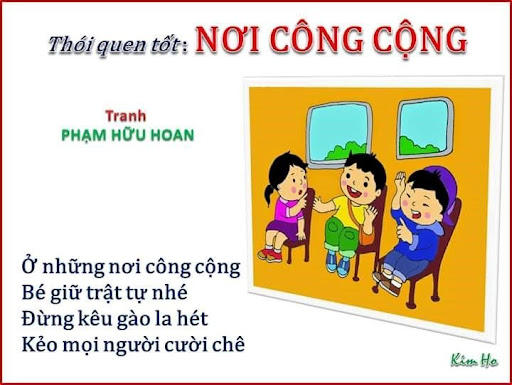 Thói quen tốt: NƠI CÔNG CỘNG
Tranh
PHẠM HỮU HOAN
Ở những nơi công cộng
Bé giữ trật tự nhé
Đừng kêu gào la hét
Kẻo mọi người cười chê
Kim Ho